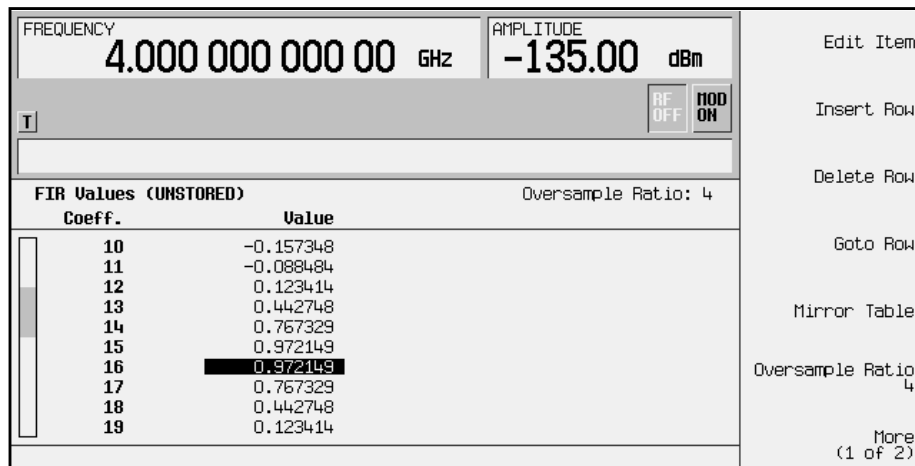 FREQUENCY
4.000 000 000 00 GHz
AMPLITUDE
-135.00 dBm
RF OFF
MOD ON
T
FIR Values (UNSTORED) Oversample Ratio: 4
Coeff. Value
10 -0.157348
11 -0.088484
12 0.123414
13 0.442748
14 0.767329
15 0.972149
16 0.972149
17 0.767329
18 0.442748
19 0.123414
Edit Item
Insert Row
Delete Row
Goto Row
Mirror Table
Oversample Ratio
4
More
(1 of 2)